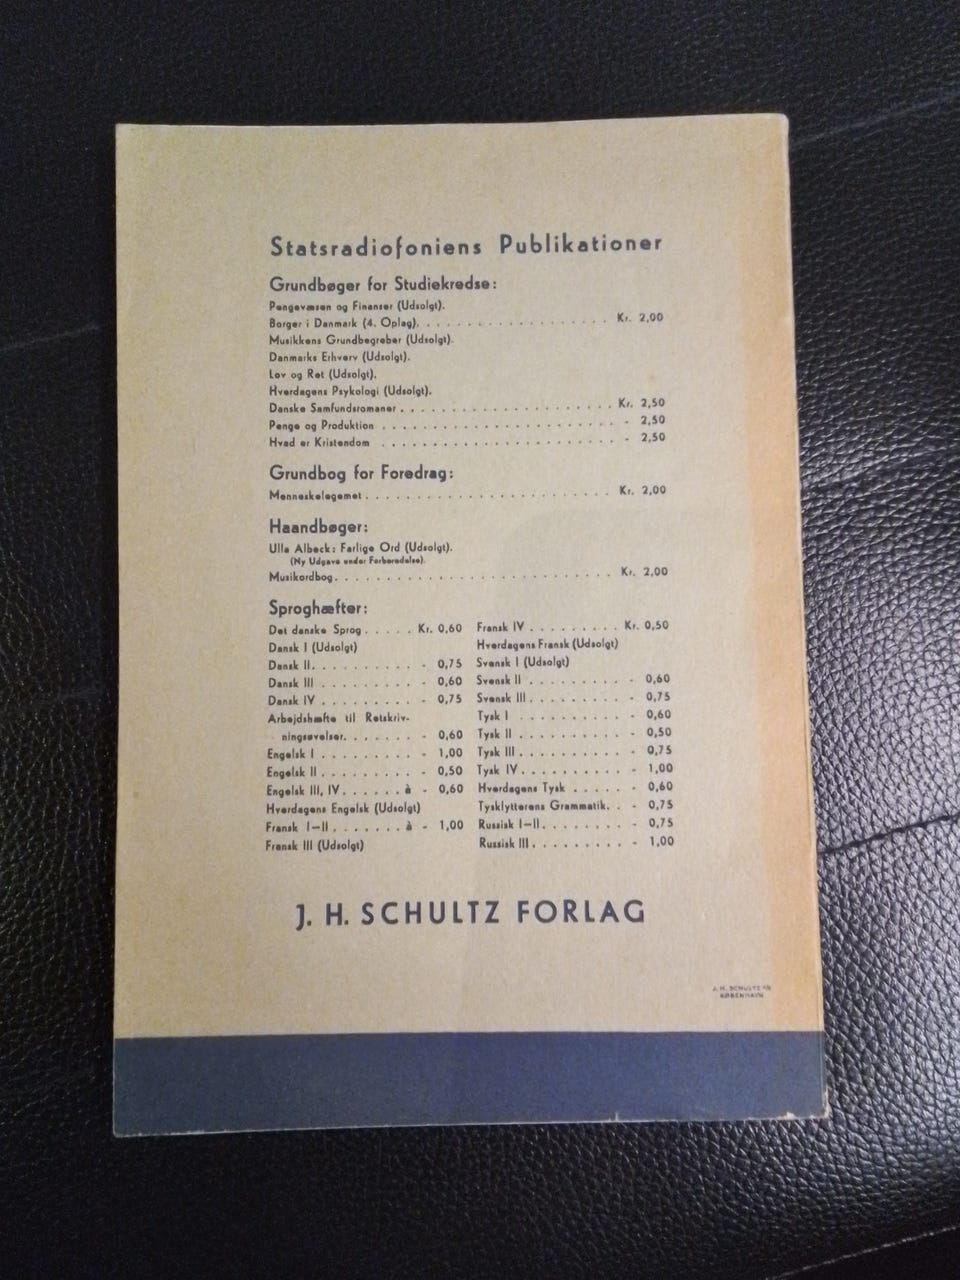 Statsradiofoniens Publikationer
Grundbøger for Studiekredse:
Pengevæsen og Finanser (Udsolgt).
Borger i Danmark (4. Oplag). . . . . . . . . . . . . . . . . . . Kr. 2,00
Musikkens Grundbegreber (Udsolgt).
Danmarks Erhverv (Udsolgt).
Lov og Ret (Udsolgt).
Hverdagens Psykologi (Udsolgt).
Danske Samfundsromaner . . . . . . . . . . . . . . . . . . . . . Kr. 2,50
Penge og Produktion . . . . . . . . . . . . . . . . . . . . . . . - 2,50
Hvad er Kristendom . . . . . . . . . . . . . . . . . . . . . . . - 2,50
Grundbog for Foredrag:
Menneskelegemet . . . . . . . . . . . . . . . . . . . . . . . . Kr. 2,00
Haandbøger:
Ulla Albeck: Farlige Ord (Udsolgt).
(Ny Udgave under Forberedelse).
Musikordbog. . . . . . . . . . . . . . . . . . . . . . . . . . . Kr. 2,00
Sproghæfter:
Det danske Sprog . . . . . Kr. 0,60
Dansk I (Udsolgt)
Dansk II. . . . . . . . . . . - 0,75
Dansk III . . . . . . . . . . - 0,60
Dansk IV . . . . . . . . . . - 0,75
Arbejdshæfte til Retskriv-
ningsøvelser. . . . . . . . - 0,60
Engelsk I . . . . . . . . . . - 1,00
Engelsk II . . . . . . . . . . - 0,50
Engelsk III, IV . . . . . . à - 0,60
Hverdagens Engelsk (Udsolgt)
Fransk I—II . . . . . . . à - 1,00
Fransk III (Udsolgt)
Fransk IV . . . . . . . . . Kr. 0,50
Hverdagens Fransk (Udsolgt)
Svensk I (Udsolgt)
Svensk II . . . . . . . . . . - 0,60
Svensk III. . . . . . . . . . - 0,75
Tysk I . . . . . . . . . . . - 0,60
Tysk II . . . . . . . . . . . - 0,50
Tysk III . . . . . . . . . . . - 0,75
Tysk IV. . . . . . . . . . . - 1,00
Hverdagens Tysk . . . . . - 0,60
Tysklytterens Grammatik. . - 0,75
Russisk I—II. . . . . . . . . - 0,75
Russisk III. . . . . . . . . . - 1,00
J. H. SCHULTZ FORLAG
J. H. SCHULTZ A/S
KØBENHAVN